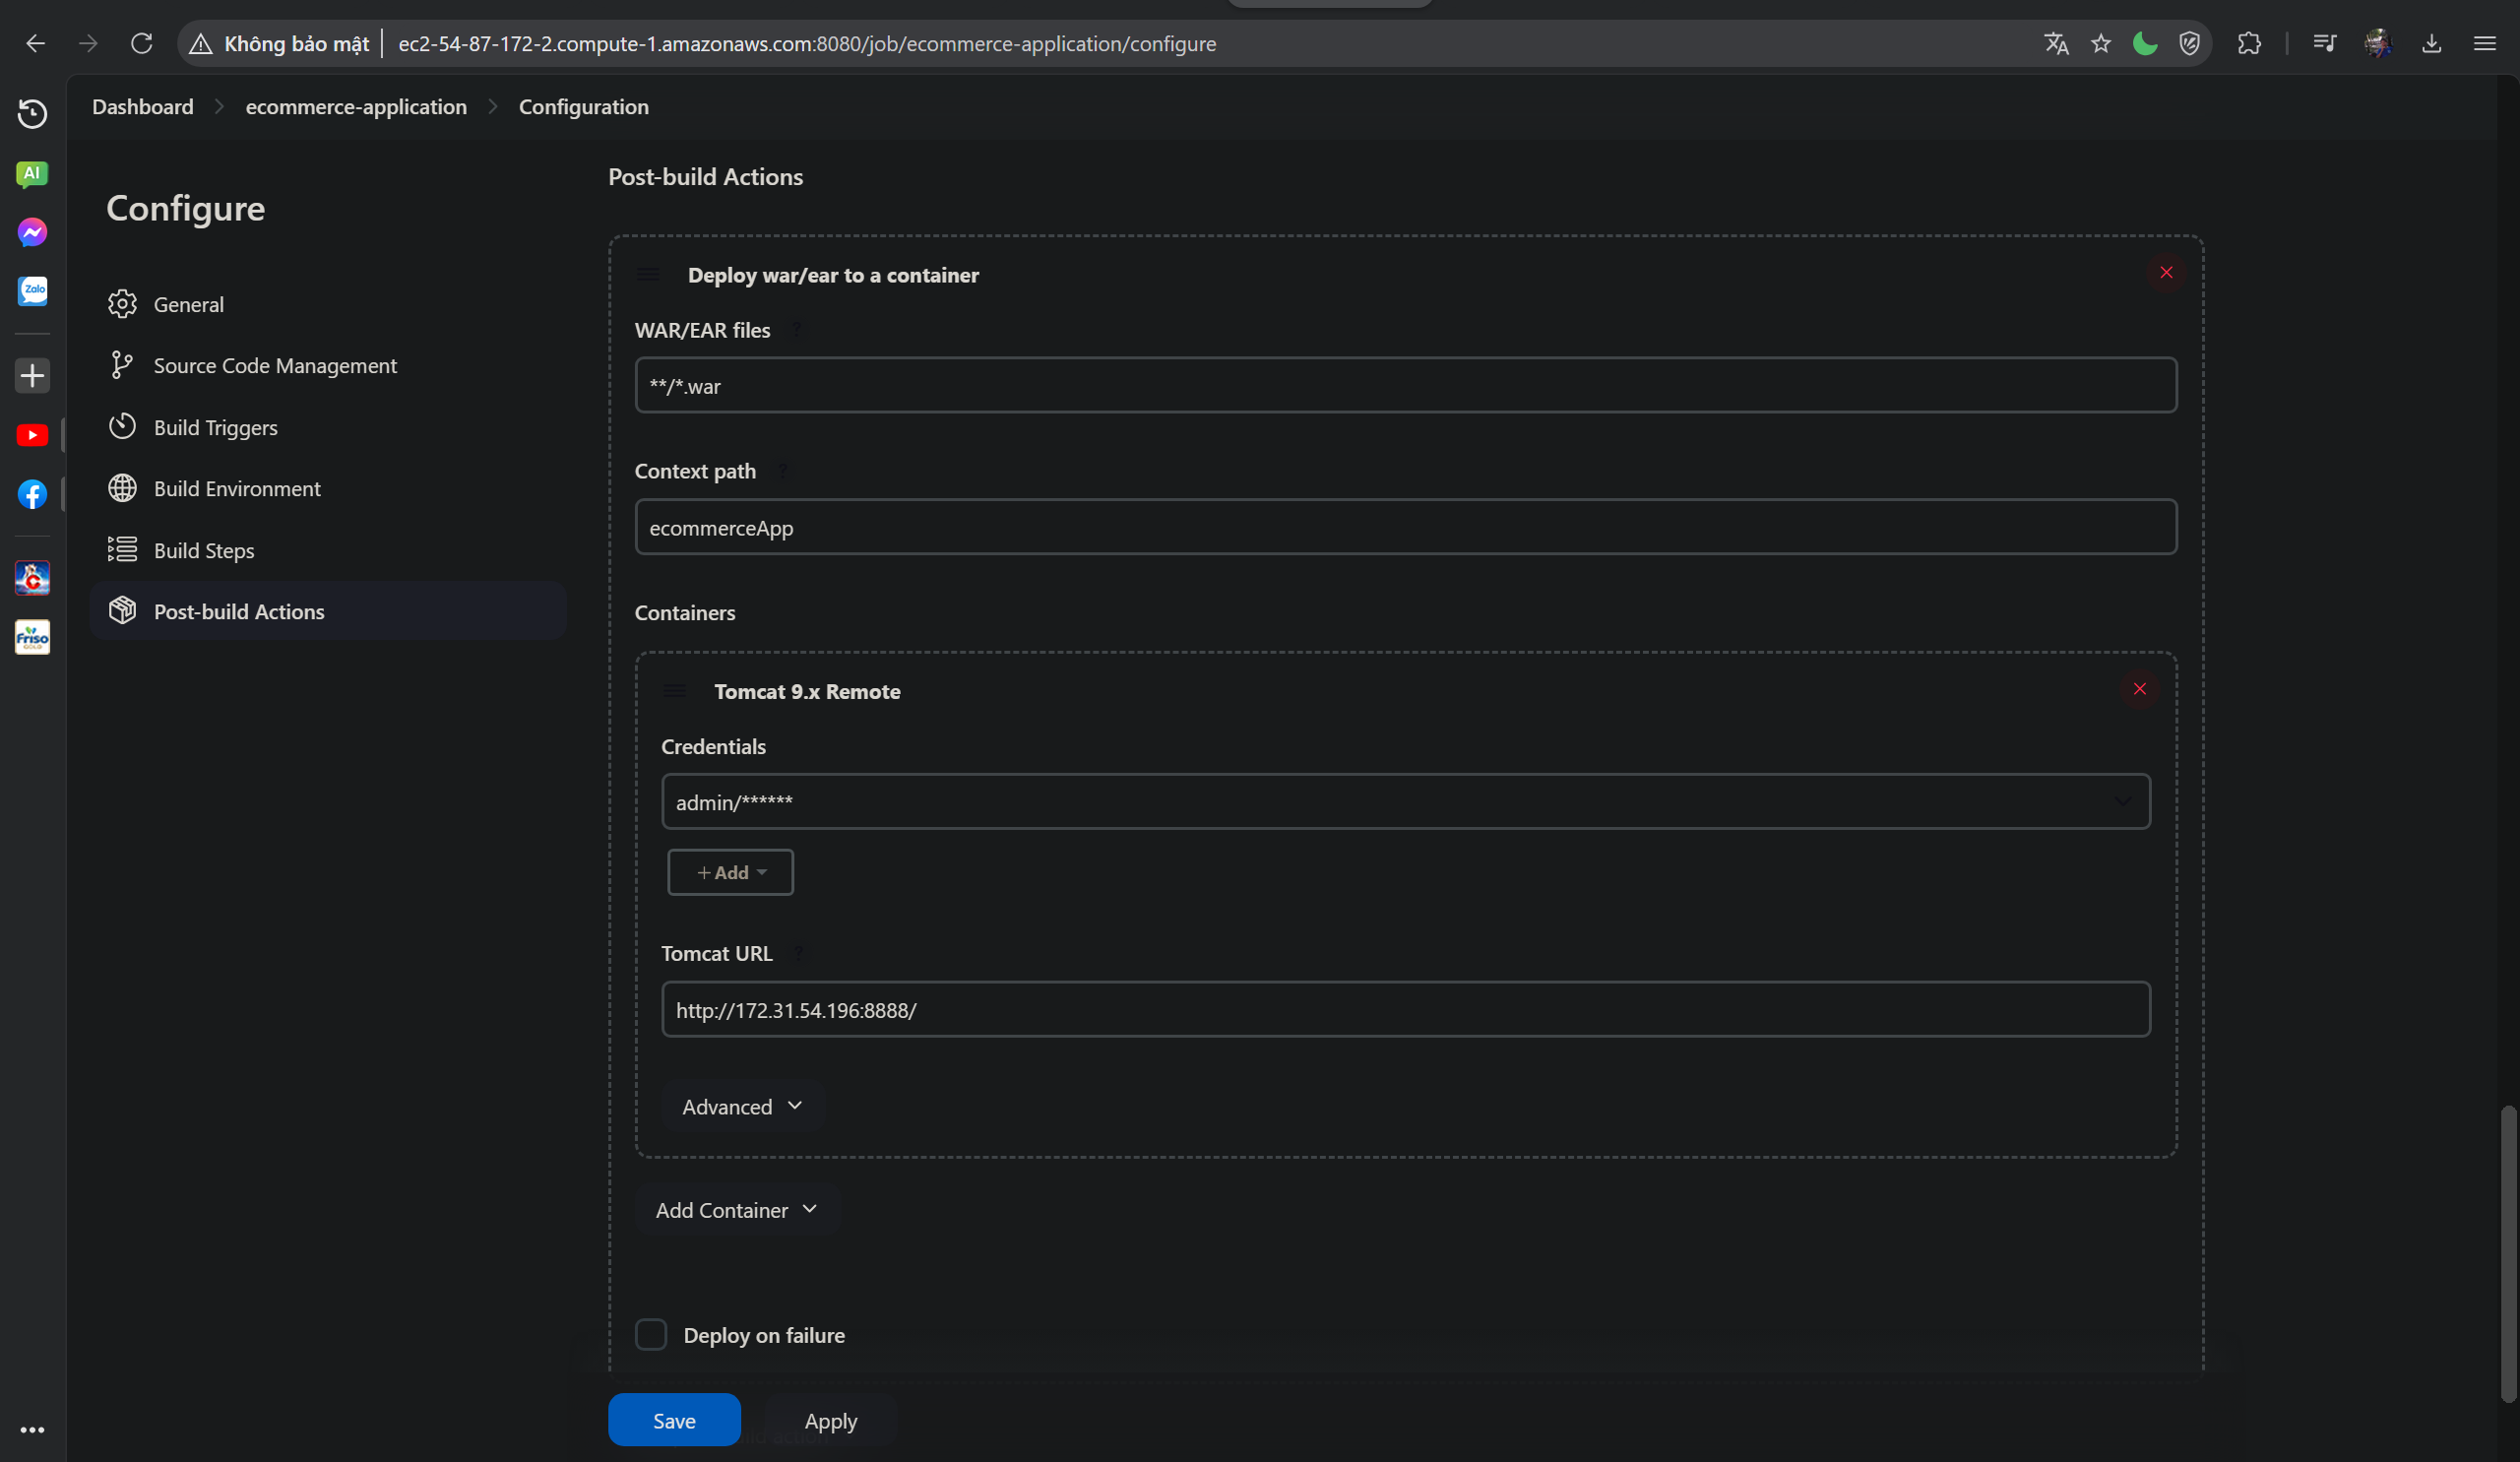 Không bảo mật
ec2-54-87-172-2.compute-1.amazonaws.com:8080/job/ecommerce-application/configure
Dashboard
ecommerce-application
Configuration
AI
Zalo
Friso
GOLD
Configure
General
Source Code Management
Build Triggers
Build Environment
Build Steps
Post-build Actions
Post-build Actions
Deploy war/ear to a container
WAR/EAR files ?
**/*.war
Context path ?
ecommerceApp
Containers
Tomcat 9.x Remote
Credentials
admin/******
+ Add
Tomcat URL ?
http://172.31.54.196:8888/
Advanced
Add Container
Deploy on failure
Save
Apply